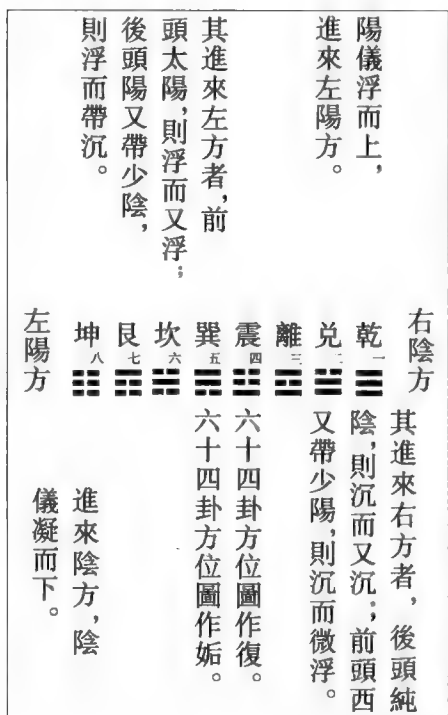 陽儀浮而上，
進來左陽方。
其進來左方者，前
頭太陽，則浮而又浮；
後頭陽又帶少陰，
則浮而帶沉。
右陰方
乾一
兑二
離三
震四
巽五
坎六
艮七
坤八
左陽方
其進來右方者，後頭純
陰，則沉而又沉；前頭西
又帶少陽，則沉而微浮。
六十四卦方位圖作復。
六十四卦方位圖作姤。
進來陰方，陰
儀凝而下。